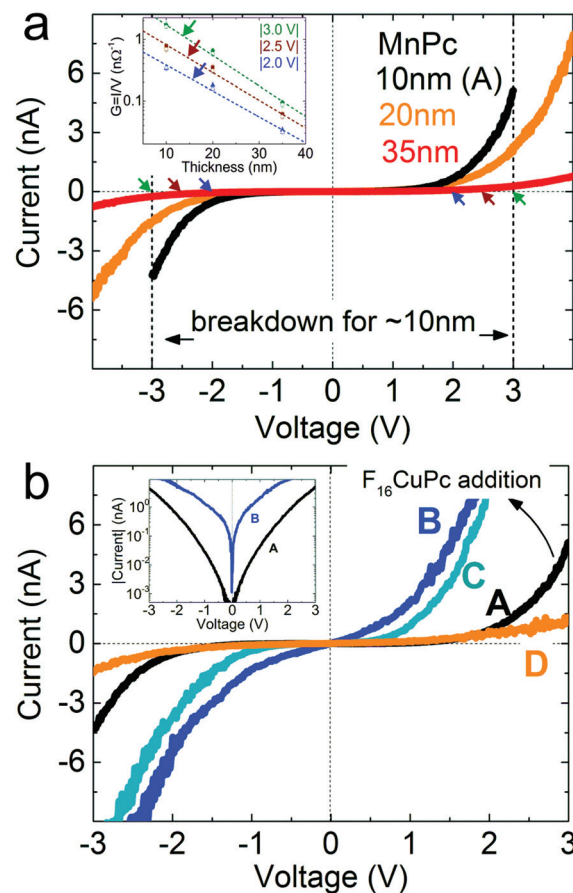 a
MnPc
10nm (A)
20nm
35nm
G=I/V (nΩ⁻¹)
1
0.1
|3.0 V|
|2.5 V|
|2.0 V|
10 20 30 40
Thickness (nm)
Current (nA)
6
3
0
-3
-6
breakdown for ~10nm
-3 -2 -1 0 1 2 3
Voltage (V)
b
F₁₆CuPc addition
|Current| (nA)
10⁰
10⁻¹
10⁻²
10⁻³
B
A
-3 -2 -1 0 1 2 3
Voltage (V)
B
C
A
D
Current (nA)
6
3
0
-3
-6
-3 -2 -1 0 1 2 3
Voltage (V)